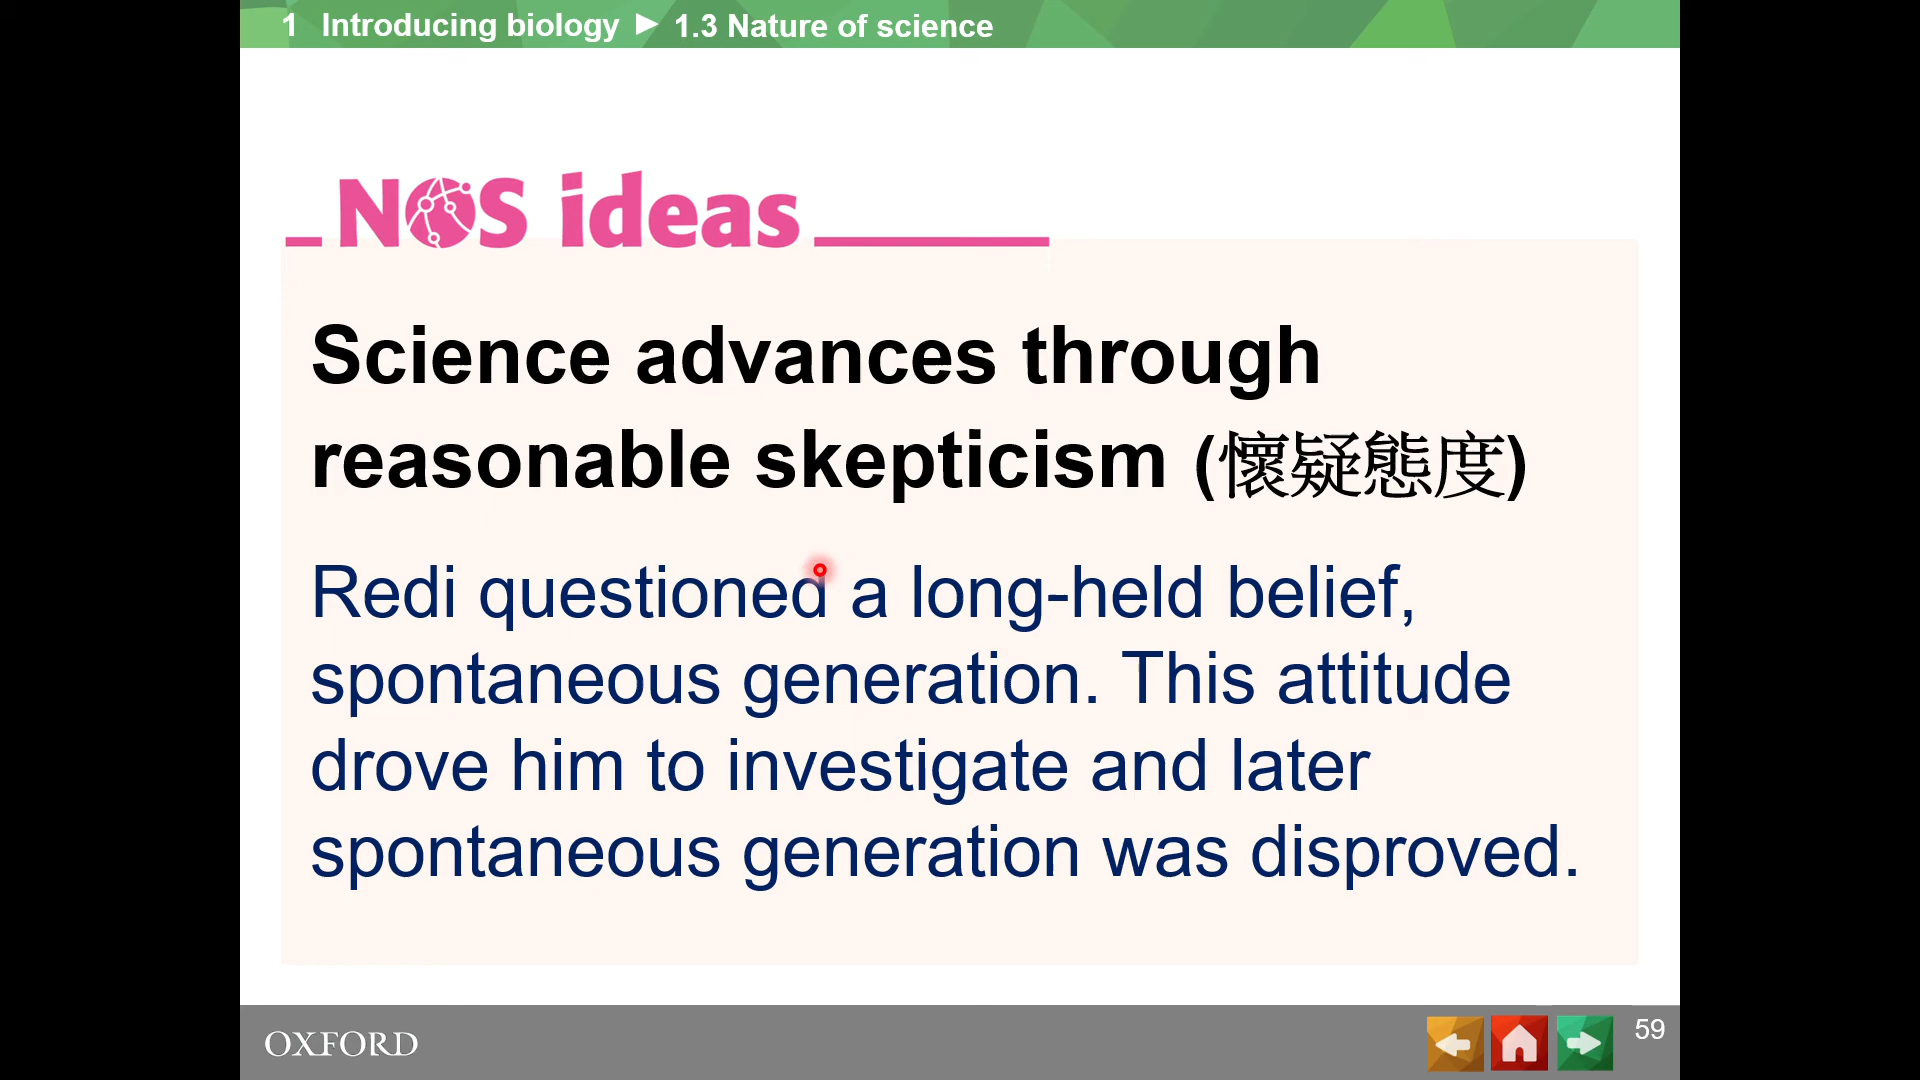 1 Introducing biology ► 1.3 Nature of science
NOS ideas
Science advances through
reasonable skepticism (懷疑態度)
Redi questioned a long-held belief,
spontaneous generation. This attitude
drove him to investigate and later
spontaneous generation was disproved.
OXFORD
59